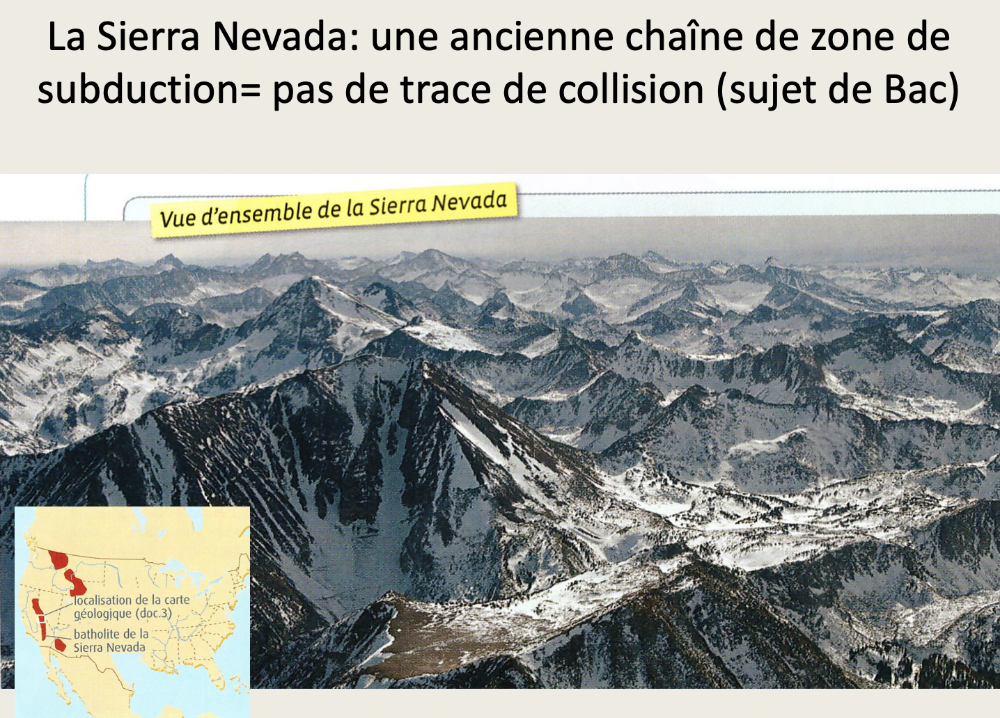 La Sierra Nevada: une ancienne chaîne de zone de
subduction= pas de trace de collision (sujet de Bac)
Vue d'ensemble de la Sierra Nevada
localisation de la carte
géologique (doc.3)
batholite de la
Sierra Nevada